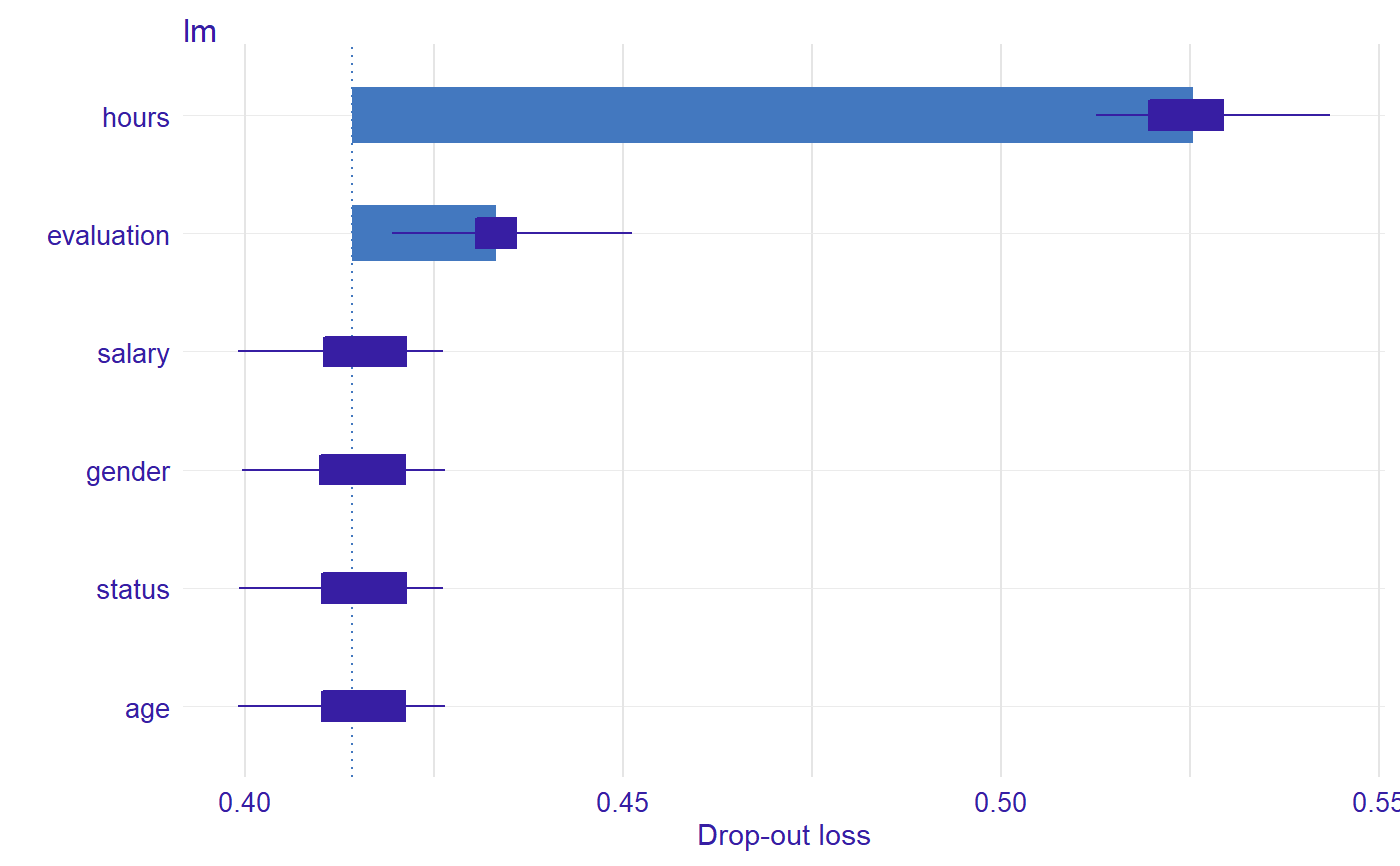 lm
hours
evaluation
salary
gender
status
age
0.40 0.45 0.50 0.55
Drop-out loss